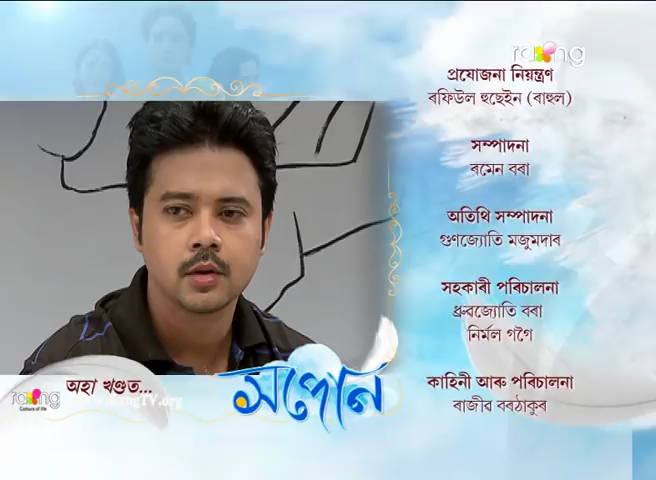 rang
প্ৰযোজনা নিয়ন্ত্ৰণ
ৰফিউল হুছেইন (ৰাহুল)
সম্পাদনা
ৰমেন বৰা
অতিথি সম্পাদনা
গুণজ্যোতি মজুমদাৰ
সহকাৰী পৰিচালনা
ধ্ৰুৱজ্যোতি বৰা
নিৰ্মল গগৈ
কাহিনী আৰু পৰিচালনা
ৰাজীৱ বৰঠাকুৰ
অহা খণ্ডত...
সপোন
rang
Colours of life